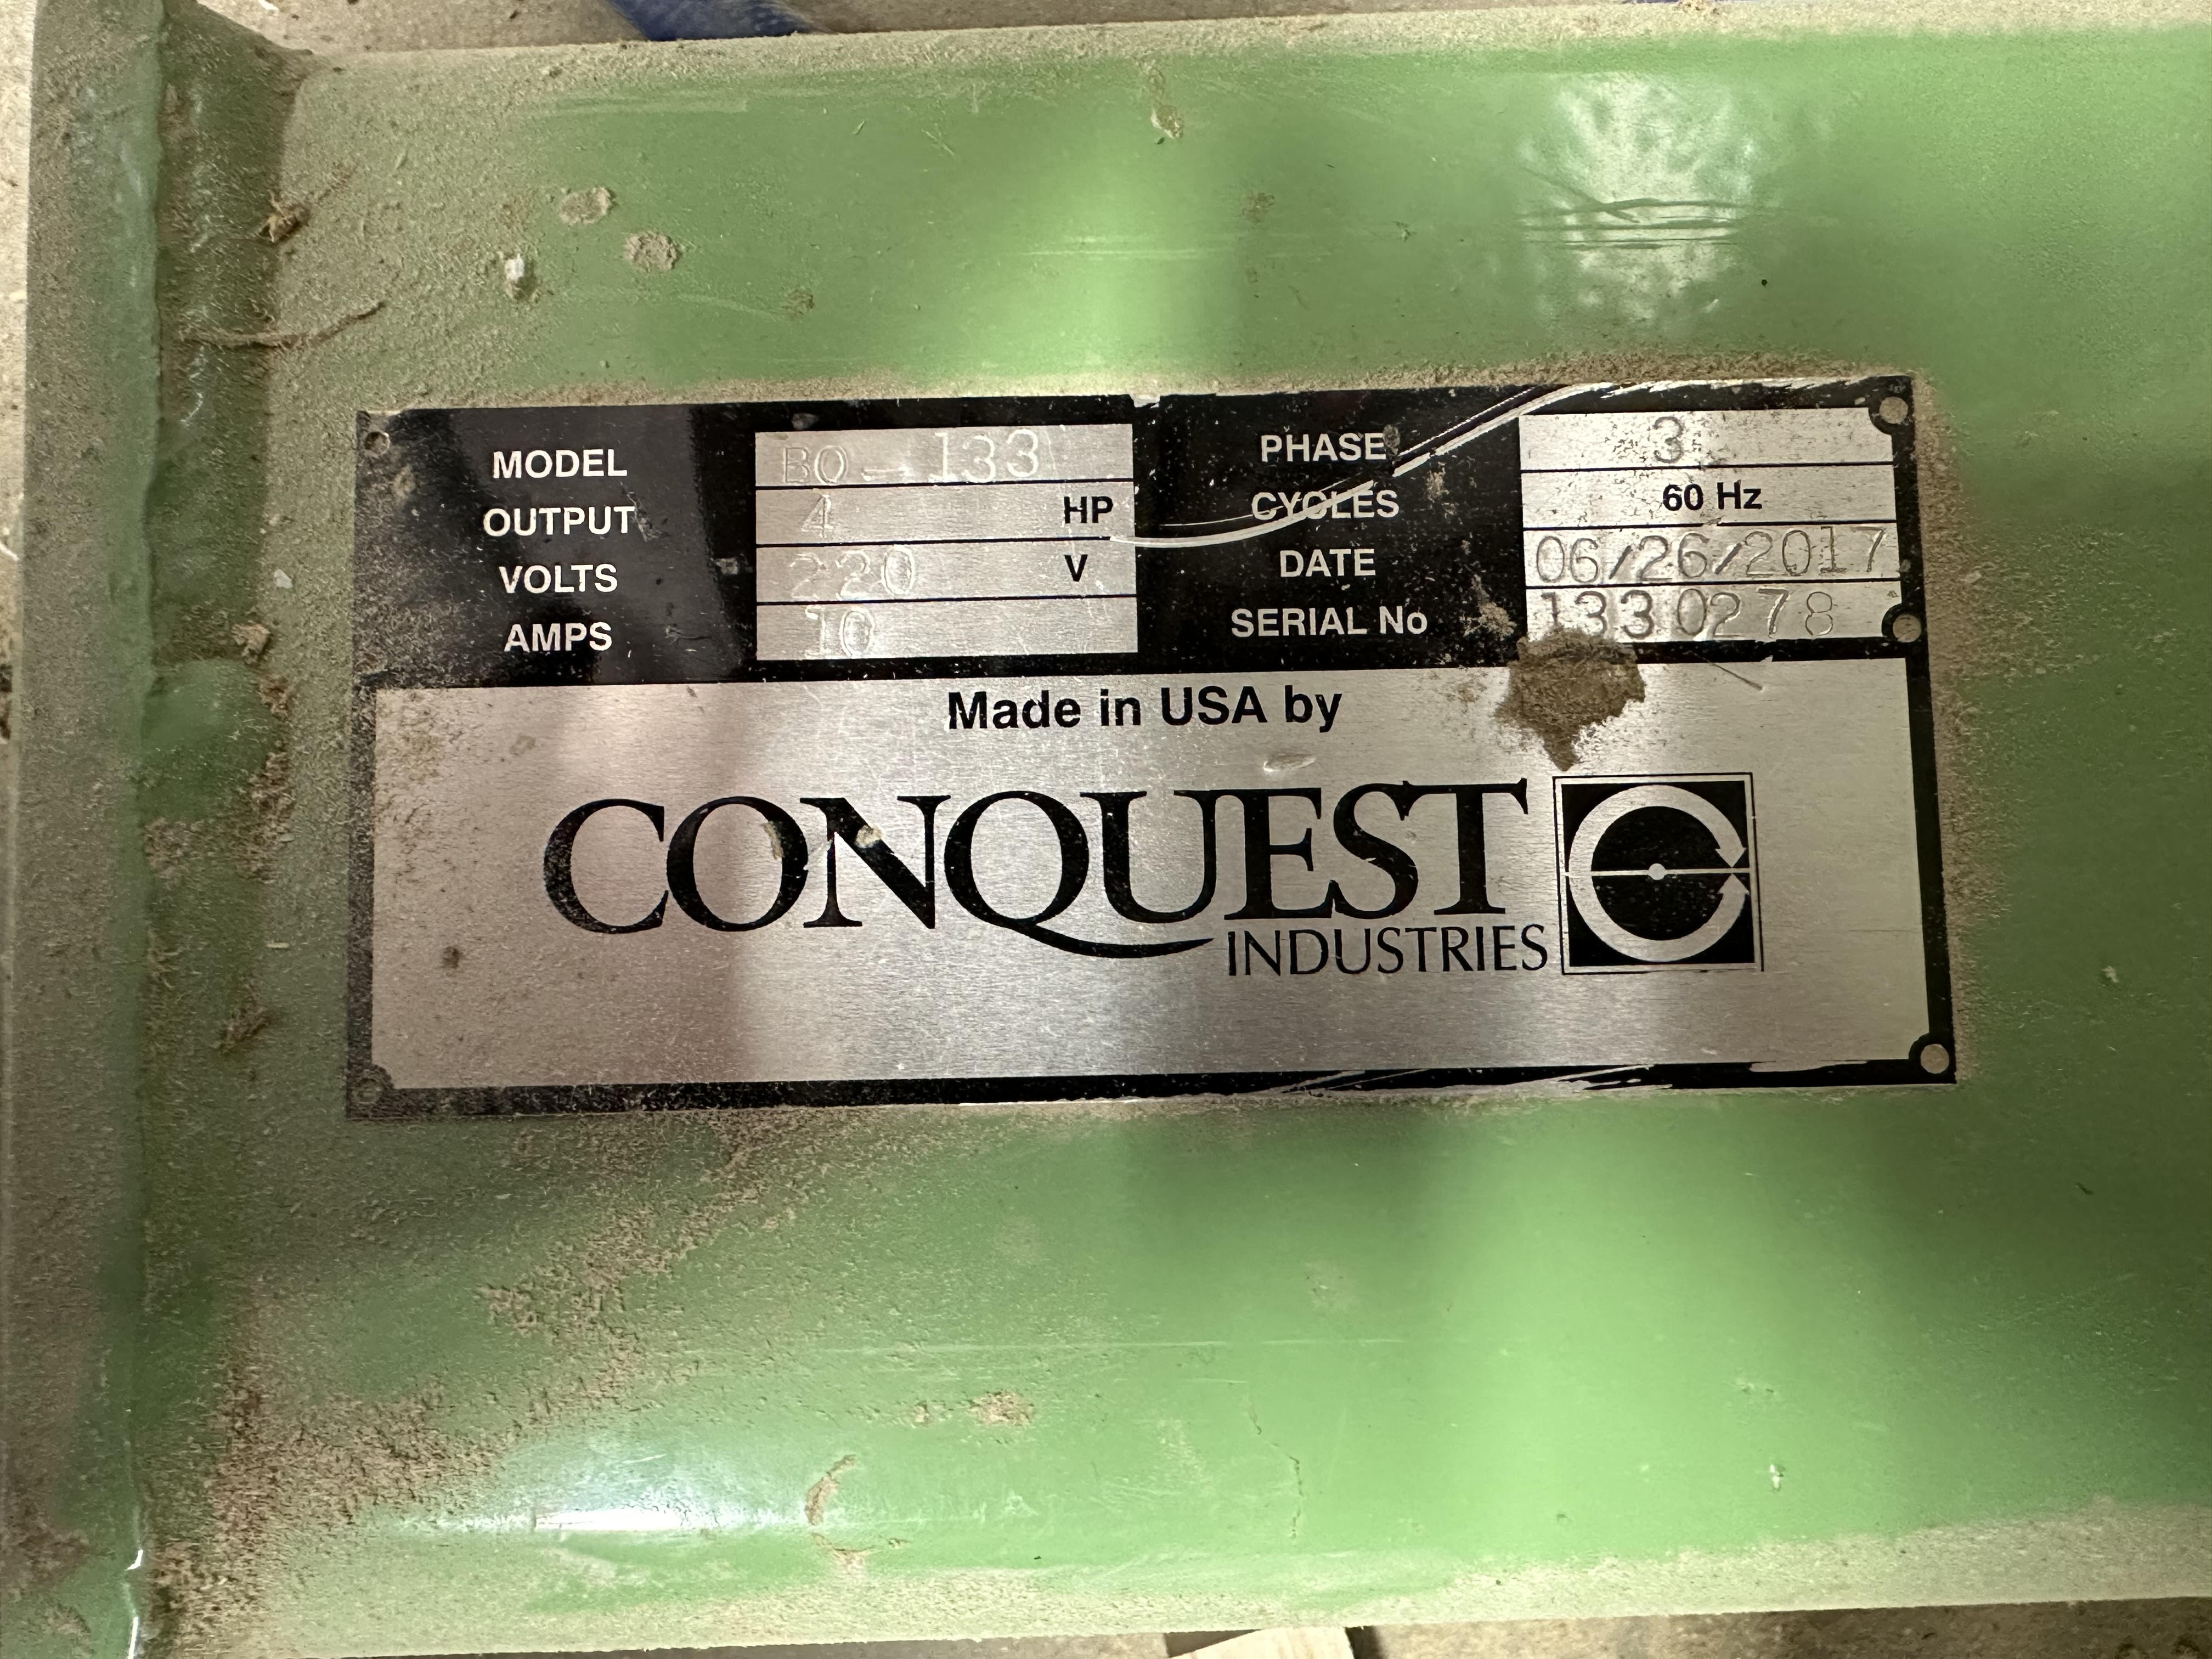 MODEL BO-133
OUTPUT 4 HP
VOLTS 220 V
AMPS 10
PHASE 3
CYCLES 60 Hz
DATE 06/26/2017
SERIAL No 1330278
Made in USA by
CONQUEST
INDUSTRIES